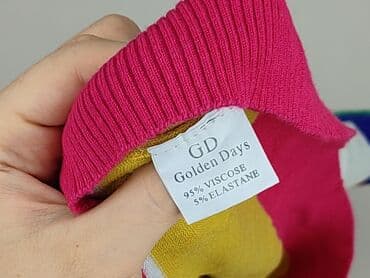 GD
Golden Days
95% VISCOSE
5% ELASTANE